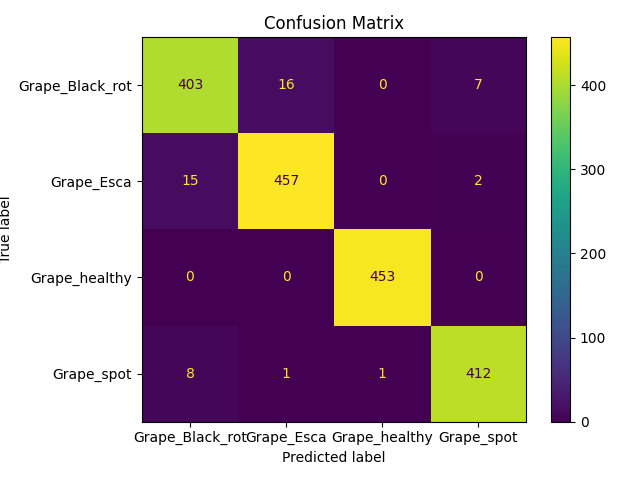 Confusion Matrix
True label
Grape_Black_rot 403 16 0 7
Grape_Esca 15 457 0 2
Grape_healthy 0 0 453 0
Grape_spot 8 1 1 412
Grape_Black_rot Grape_Esca Grape_healthy Grape_spot
Predicted label
400
300
200
100
0